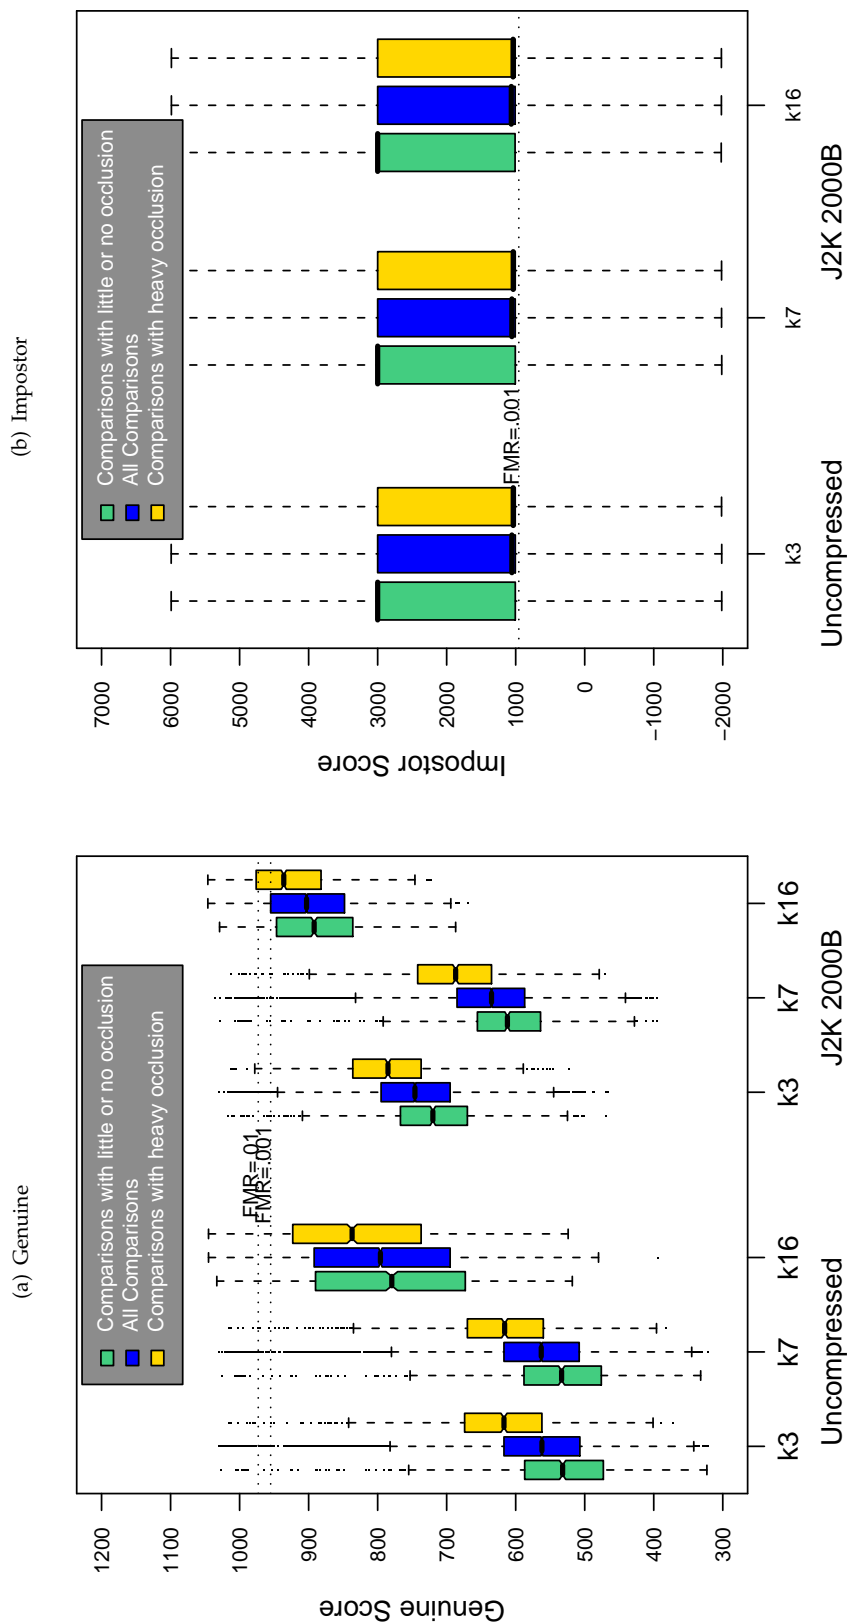 (a) Genuine
Genuine Score
300
400
500
600
700
800
900
1000
1100
1200
Comparisons with little or no occlusion
All Comparisons
Comparisons with heavy occlusion
FMR=.01
FMR=.001
k3
k7
k16
k3
k7
k16
Uncompressed
J2K 2000B
(b) Impostor
Impostor Score
−2000
−1000
0
1000
2000
3000
4000
5000
6000
7000
Comparisons with little or no occlusion
All Comparisons
Comparisons with heavy occlusion
FMR=.001
k3
k7
k16
Uncompressed
J2K 2000B